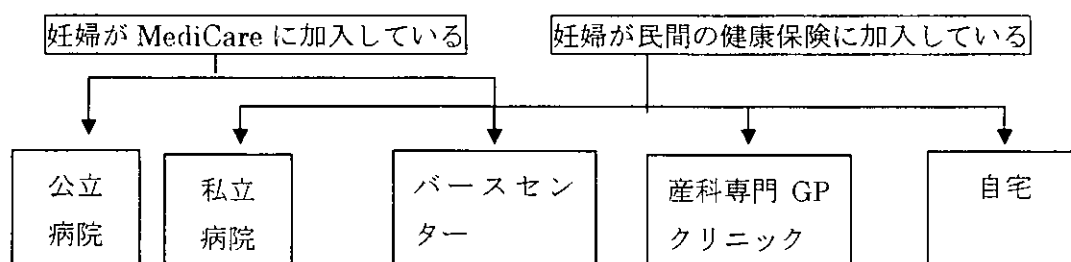 妊婦が MediCare に加入している
妊婦が民間の健康保険に加入している
公立
病院
私立
病院
バースセン
ター
産科専門 GP
クリニック
自宅